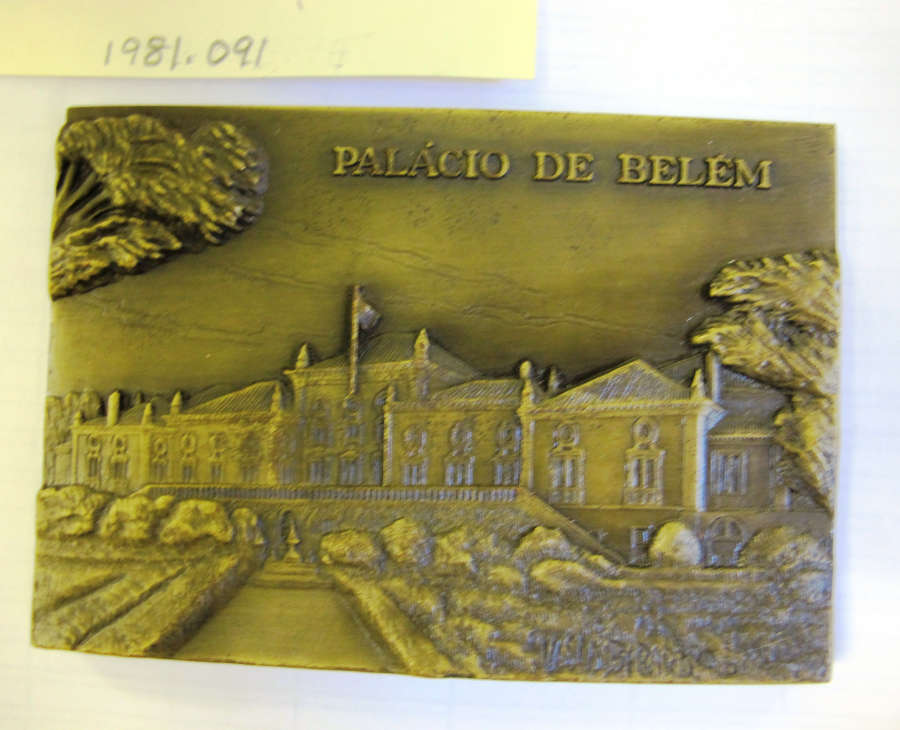 1981.091
PALÁCIO DE BELÉM